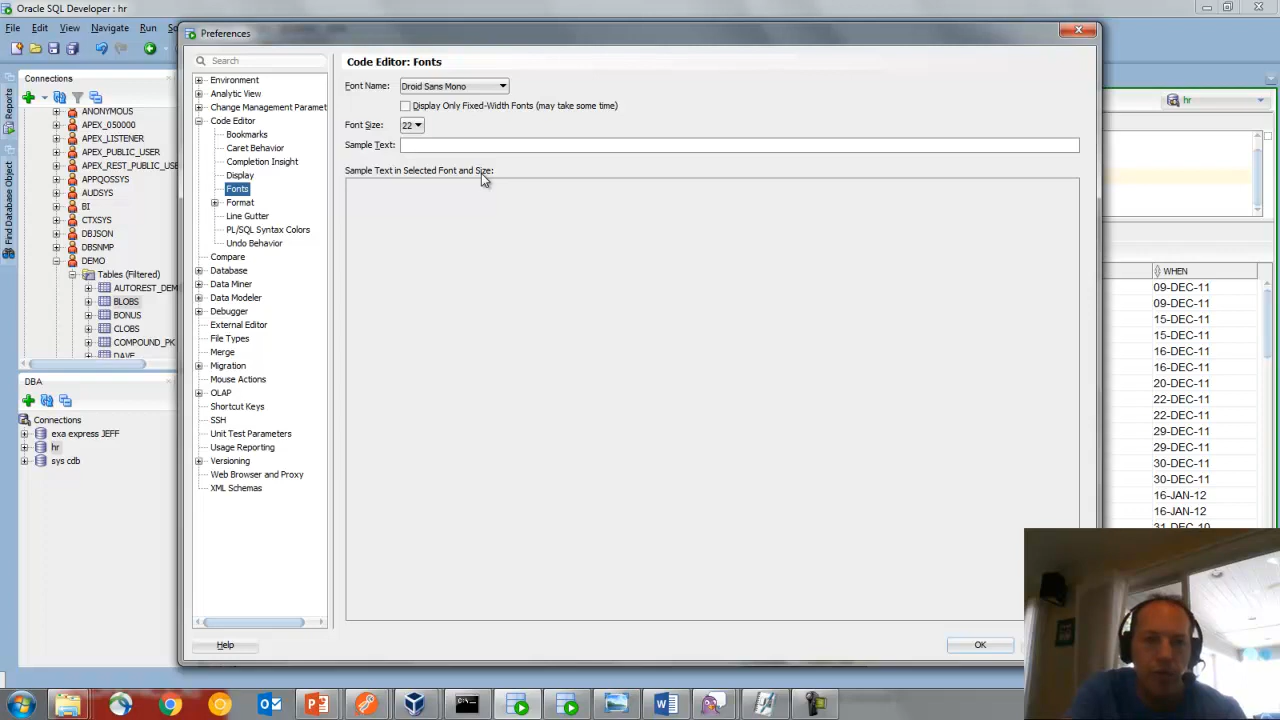 Oracle SQL Developer : hr
File Edit View Navigate Run
Preferences
Search
Code Editor: Fonts
Connections
Environment
Font Name: Droid Sans Mono
Analytic View
Change Management Paramet
Display Only Fixed-Width Fonts (may take some time)
hr
Reports
ANONYMOUS
Code Editor
Font Size: 22
APEX_050000
Bookmarks
APEX_LISTENER
Caret Behavior
Sample Text:
APEX_PUBLIC_USER
Completion Insight
APEX_REST_PUBLIC_USE
Display
Sample Text in Selected Font and Size:
APPQOSSYS
Fonts
AUDSYS
Format
Find Database Object
BI
Line Gutter
CTXSYS
PL/SQL Syntax Colors
DBJSON
Undo Behavior
DBSNMP
Compare
DEMO
Database
WHEN
Tables (Filtered)
Data Miner
09-DEC-11
AUTOREST_DEM
Data Modeler
09-DEC-11
BLOBS
Debugger
15-DEC-11
BONUS
External Editor
15-DEC-11
CLOBS
File Types
16-DEC-11
COMPOUND_PK
Merge
16-DEC-11
DAVE
Migration
20-DEC-11
DBA
Mouse Actions
22-DEC-11
OLAP
22-DEC-11
Shortcut Keys
29-DEC-11
Connections
SSH
29-DEC-11
exa express JEFF
Unit Test Parameters
30-DEC-11
hr
Usage Reporting
30-DEC-11
sys cdb
Versioning
16-JAN-12
Web Browser and Proxy
16-JAN-12
XML Schemas
31-DEC-10
Help
OK